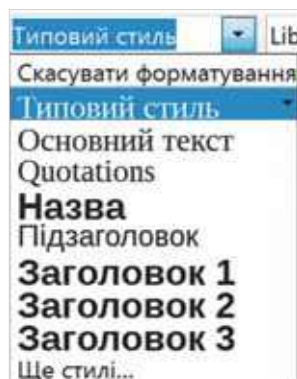 Типовий стиль Lib
Скасувати форматування
Типовий стиль
Основний текст
Quotations
Назва
Підзаголовок
Заголовок 1
Заголовок 2
Заголовок 3
Ще стилі...